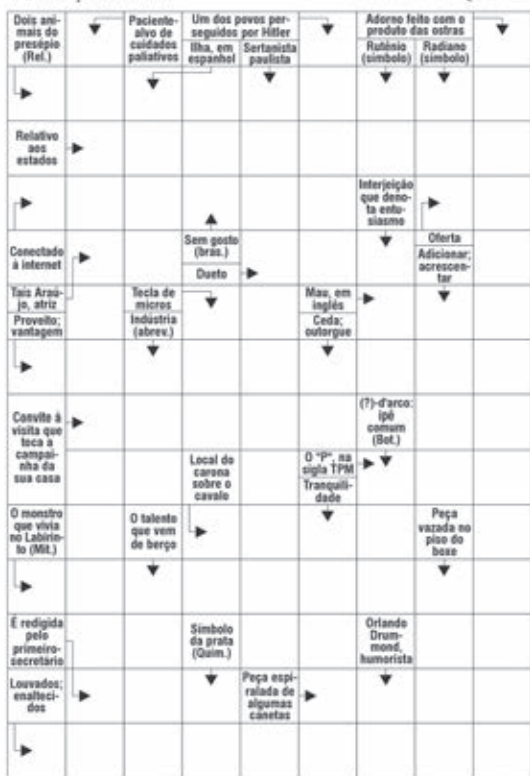 Dois ani-
mais do
presépio
(Rel.)
Paciente-
alvo de
cuidados
paliativos
Um dos povos per-
seguidos por Hitler
Ilha, em
espanhol
Sertanista
paulista
Adorno feito com o
produto das ostras
Rutênio
(símbolo)
Radiano
(símbolo)
Relativo
aos
estados
Interjeição
que deno-
ta entu-
siasmo
Conectado
à internet
Sem gosto
(bras.)
Dueto
Oferta
Adicionar;
acrescen-
tar
Taís Araú-
jo, atriz
Proveito;
vantagem
Tecla de
micros
Indústria
(abrev.)
Mau, em
inglês
Ceda;
outorgue
Convite à
visita que
toca a
campai-
nha da
sua casa
(?)-d'arco:
ipê
comum
(Bot.)
Local do
carona
sobre o
cavalo
O "P", na
sigla TPM
Tranquili-
dade
O monstro
que vivia
no Labirin-
to (Mit.)
O talento
que vem
de berço
Peça
vazada no
piso do
boxe
É redigida
pelo
primeiro-
secretário
Símbolo
da prata
(Quím.)
Orlando
Drum-
mond,
humorista
Louvados;
enalteci-
dos
Peça espi-
ralada de
algumas
canetas